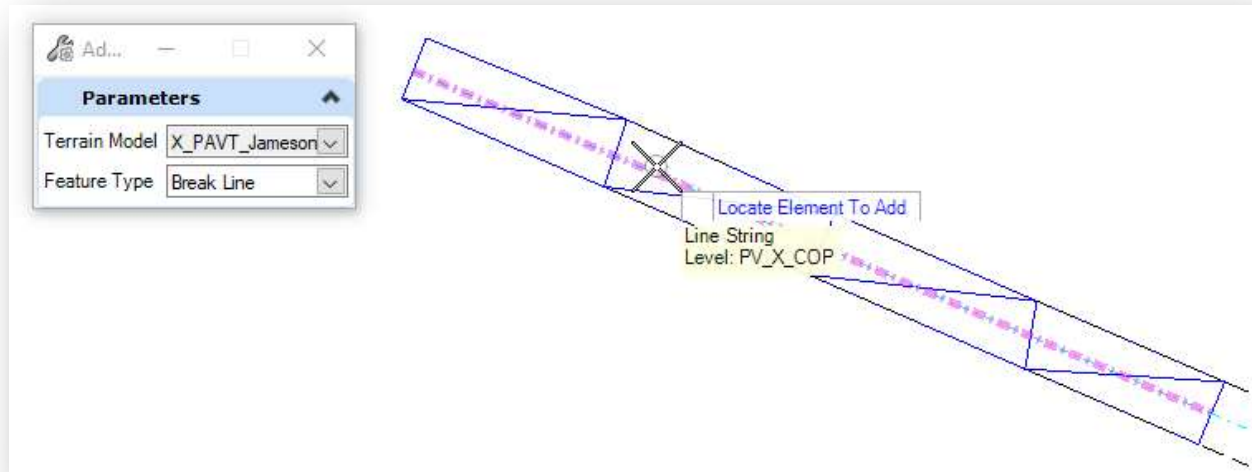 Ad...
Parameters
Terrain Model X_PAVT_Jameson
Feature Type Break Line
Locate Element To Add
Line String
Level: PV_X_COP